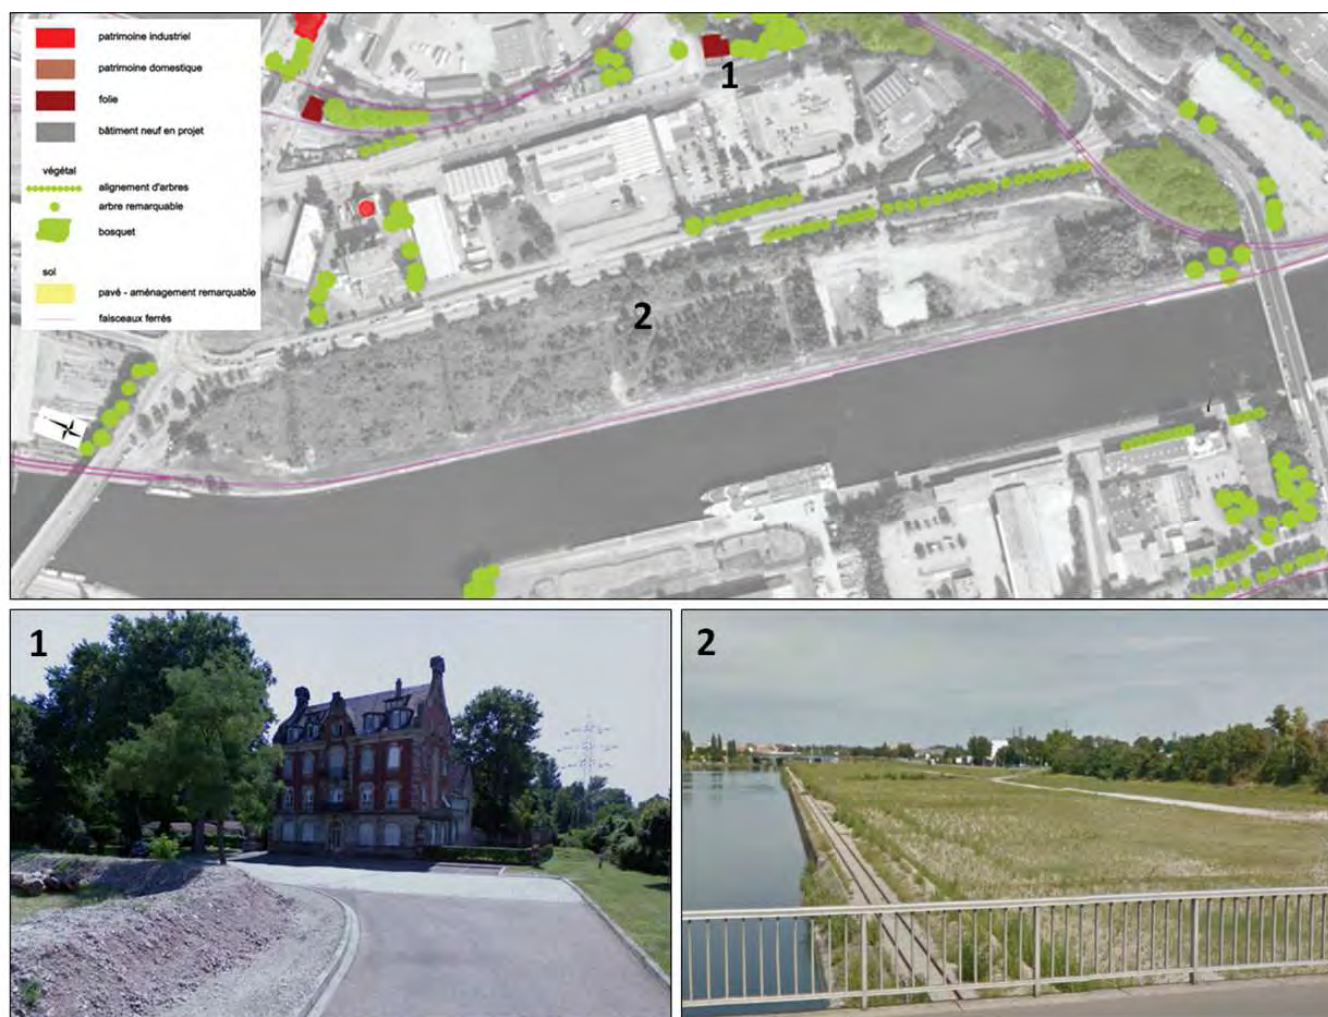 patrimoine industriel
patrimoine domestique
folie
bâtiment neuf en projet
végétal
alignement d'arbres
arbre remarquable
bosquet
sol
pavé - aménagement remarquable
faisceaux ferrés
1
2
1
2